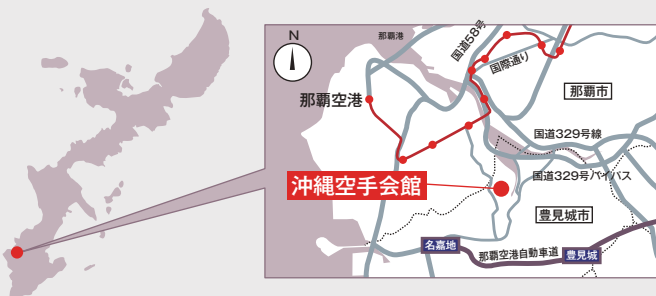 N
那覇港
国道58号
国際通り
那覇空港
那覇市
国道329号線
国道329号バイパス
沖縄空手会館
豊見城市
名嘉地
那覇空港自動車道
豊見城